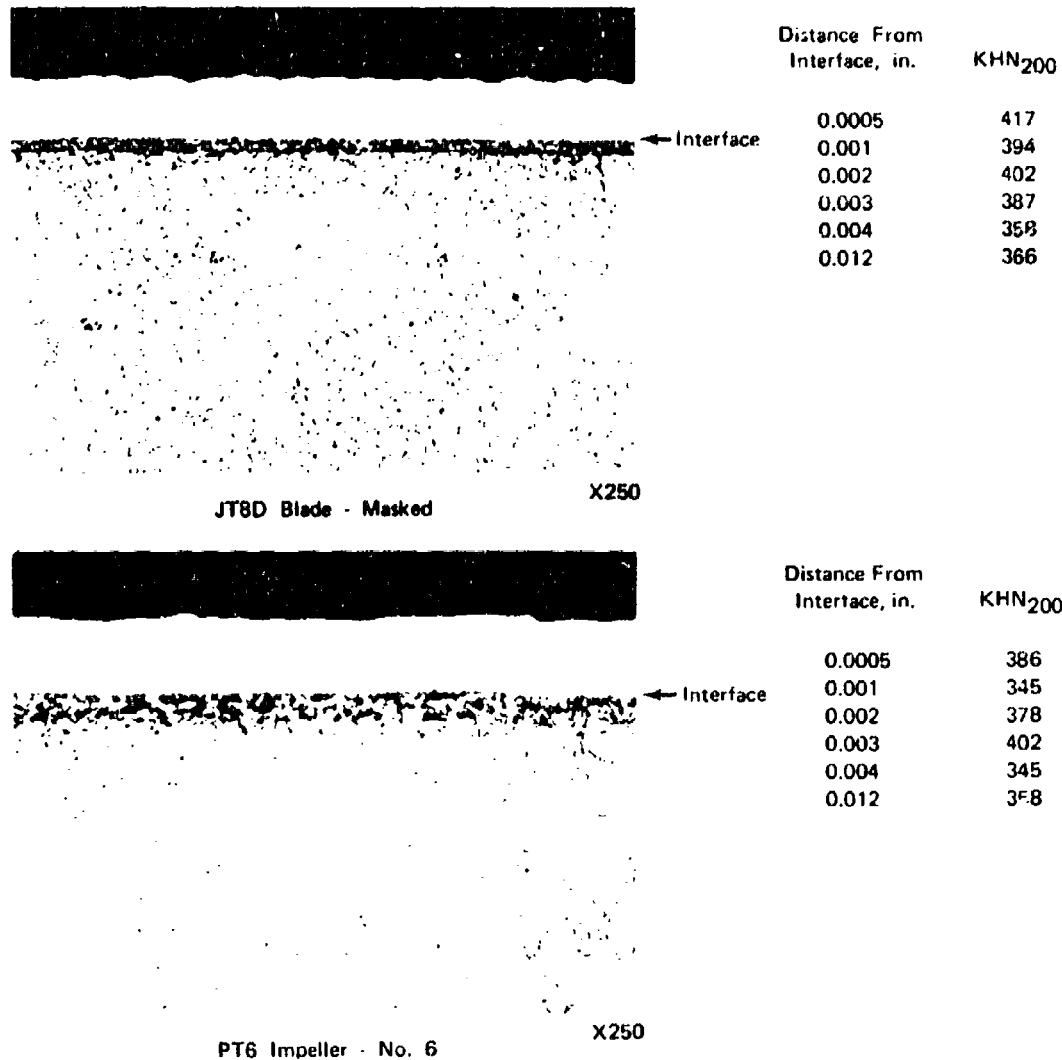 Distance From
Interface, in. KHN200
0.0005 417
0.001 394
0.002 402
0.003 387
0.004 358
0.012 366
Interface
X250
JT8D Blade - Masked
Distance From
Interface, in. KHN200
0.0005 386
0.001 345
0.002 378
0.003 402
0.004 345
0.012
Interface
X250
PT6 Impeller - No. 6